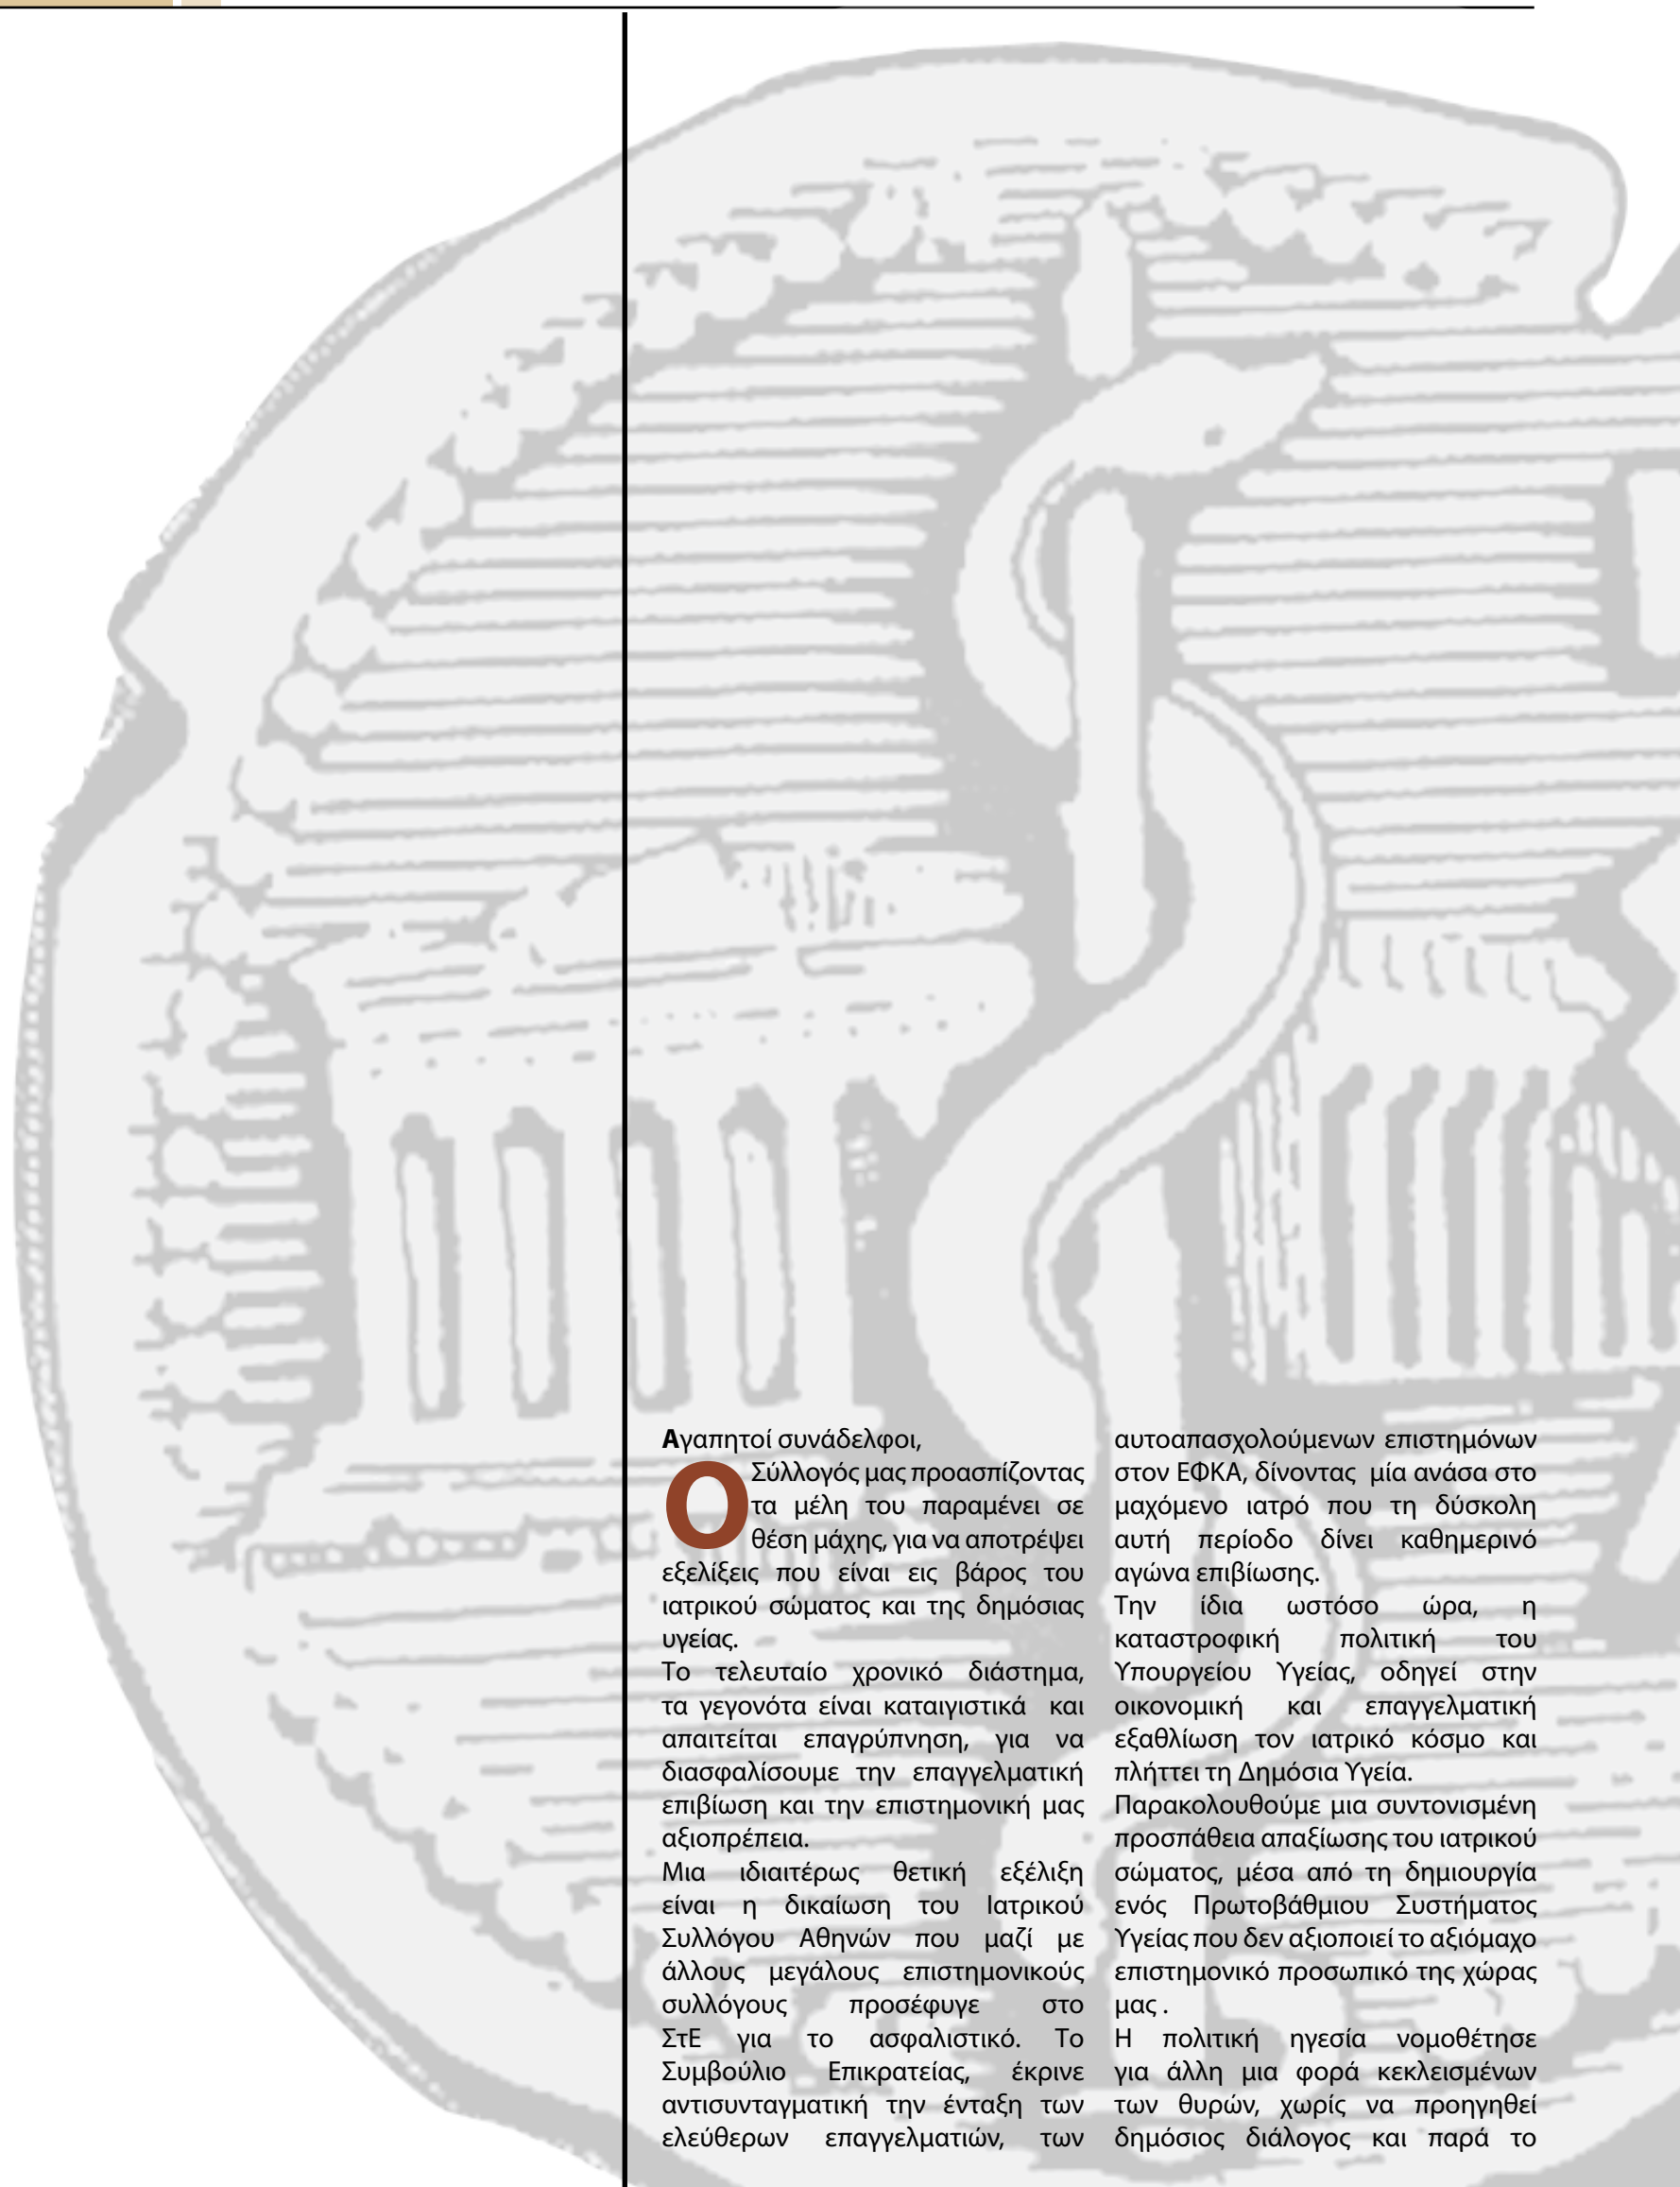 Αγαπητοί συνάδελφοι,
Ο Σύλλογός μας προασπίζοντας
τα μέλη του παραμένει σε
θέση μάχης, για να αποτρέψει
εξελίξεις που είναι εις βάρος του
ιατρικού σώματος και της δημόσιας
υγείας.
Το τελευταίο χρονικό διάστημα,
τα γεγονότα είναι καταιγιστικά και
απαιτείται επαγρύπνηση, για να
διασφαλίσουμε την επαγγελματική
επιβίωση και την επιστημονική μας
αξιοπρέπεια.
Μια ιδιαιτέρως θετική εξέλιξη
είναι η δικαίωση του Ιατρικού
Συλλόγου Αθηνών που μαζί με
άλλους μεγάλους επιστημονικούς
συλλόγους προσέφυγε στο
ΣτΕ για το ασφαλιστικό. Το
Συμβούλιο Επικρατείας, έκρινε
αντισυνταγματική την ένταξη των
ελεύθερων επαγγελματιών, των
αυτοαπασχολούμενων επιστημόνων
στον ΕΦΚΑ, δίνοντας μία ανάσα στο
μαχόμενο ιατρό που τη δύσκολη
αυτή περίοδο δίνει καθημερινό
αγώνα επιβίωσης.
Την ίδια ωστόσο ώρα, η
καταστροφική πολιτική του
Υπουργείου Υγείας, οδηγεί στην
οικονομική και επαγγελματική
εξαθλίωση τον ιατρικό κόσμο και
πλήττει τη Δημόσια Υγεία.
Παρακολουθούμε μια συντονισμένη
προσπάθεια απαξίωσης του ιατρικού
σώματος, μέσα από τη δημιουργία
ενός Πρωτοβάθμιου Συστήματος
Υγείας που δεν αξιοποιεί το αξιόμαχο
επιστημονικό προσωπικό της χώρας
μας .
Η πολιτική ηγεσία νομοθέτησε
για άλλη μια φορά κεκλεισμένων
των θυρών, χωρίς να προηγηθεί
δημόσιος διάλογος και παρά το